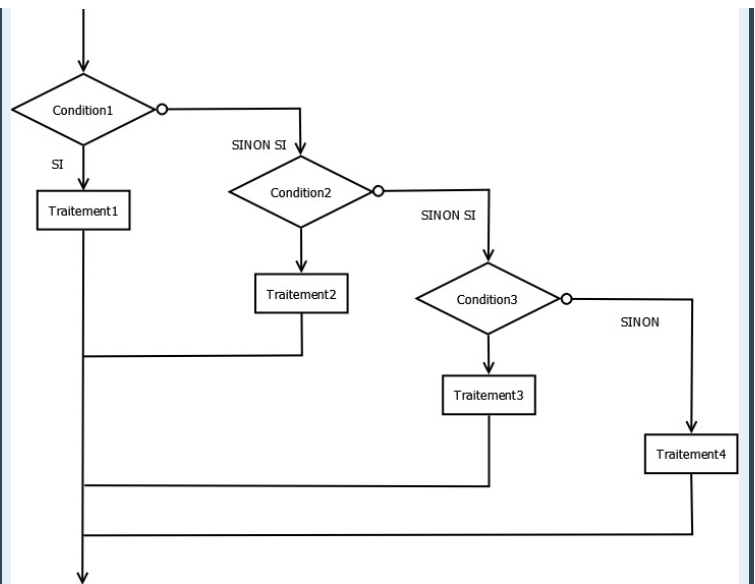 Condition1
SINON SI
SI
Condition2
Traitement1
SINON SI
Traitement2
Condition3
SINON
Traitement3
Traitement4